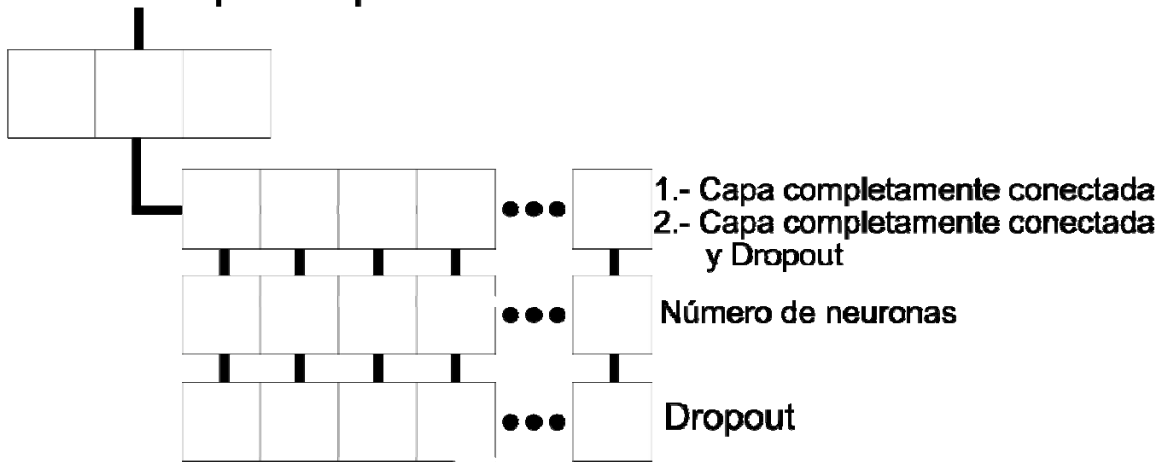 1.- Capa completamente conectada
2.- Capa completamente conectada
y Dropout
Número de neuronas
Dropout